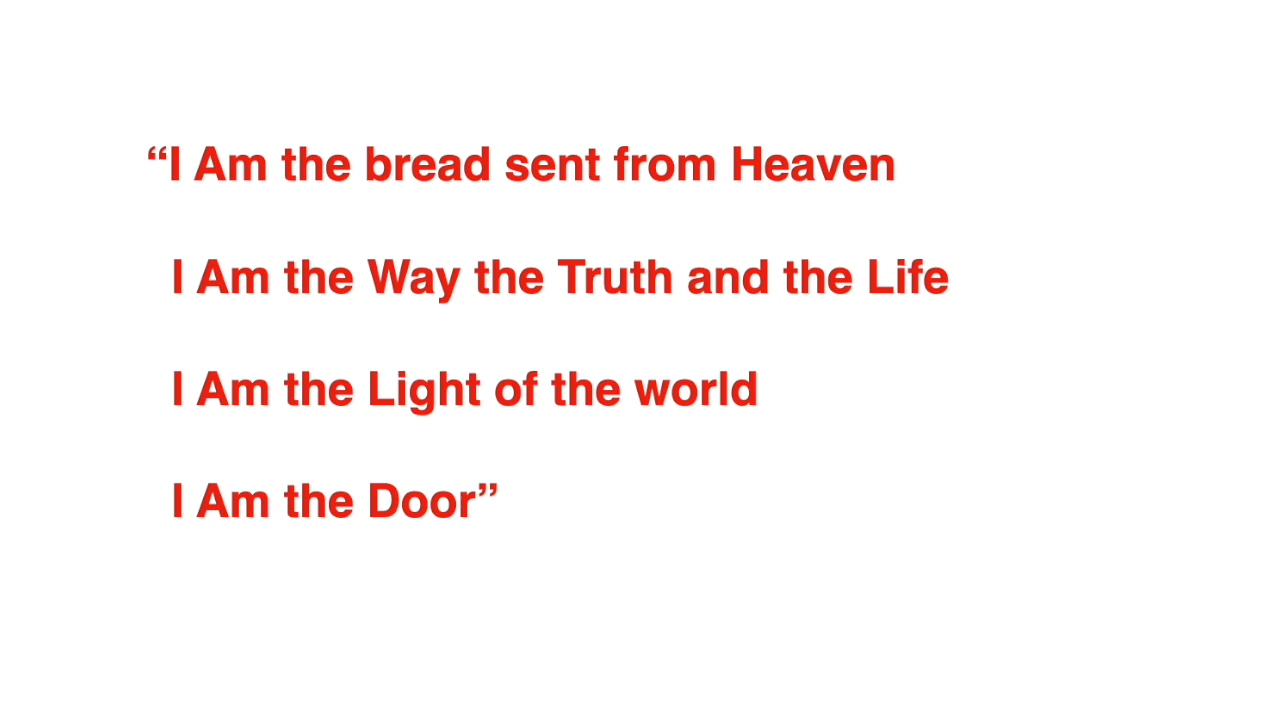 “I Am the bread sent from Heaven
I Am the Way the Truth and the Life
I Am the Light of the world
I Am the Door”